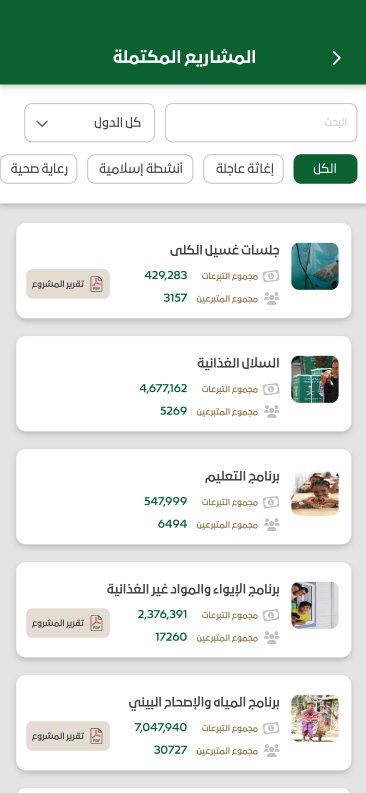 المشاريع المكتملة
البحث
كل الدول
الكل
إغاثة عاجلة
أنشطة إسلامية
رعاية صحية
جلسات غسيل الكلى
مجموع التبرعات 429,283
مجموع المتبرعين 3157
تقرير المشروع
PDF
السلال الغذائية
مجموع التبرعات 4,677,162
مجموع المتبرعين 5269
برنامج التعليم
مجموع التبرعات 547,999
مجموع المتبرعين 6494
برنامج الإيواء والمواد غير الغذائية
مجموع التبرعات 2,376,391
مجموع المتبرعين 17260
تقرير المشروع
PDF
برنامج المياه والإصحاح البيئي
مجموع التبرعات 7,047,940
مجموع المتبرعين 30727
تقرير المشروع
PDF